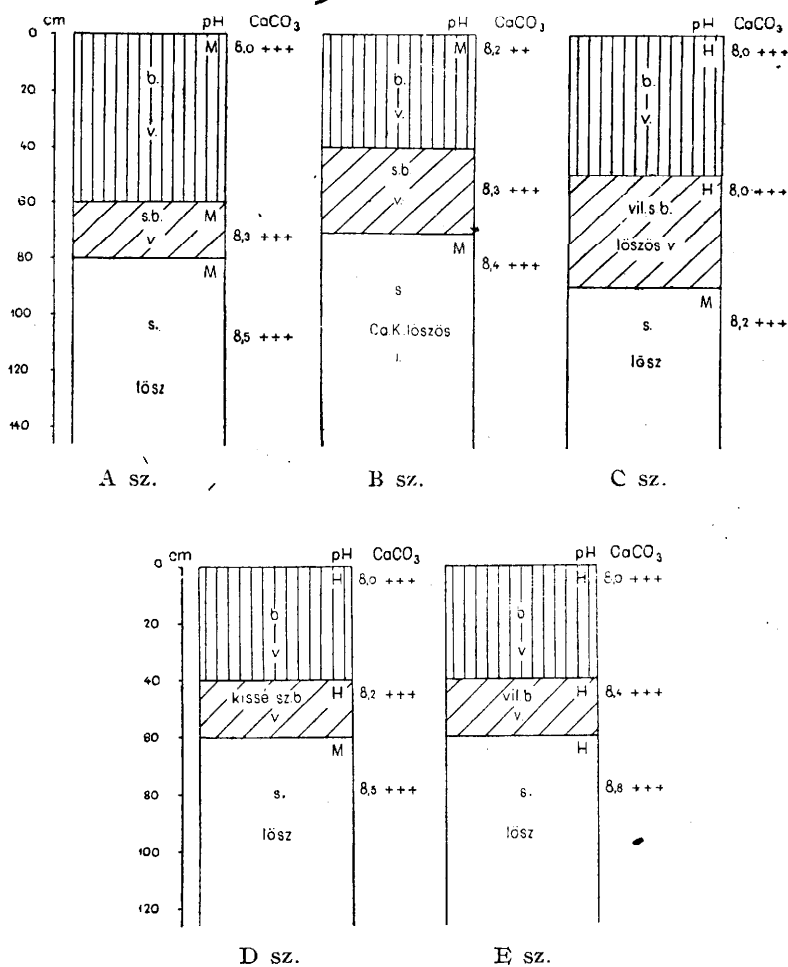 cm pH CaCO3 pH CaCO3 pH CaCO3
0 M 8,0 +++ M 8,2 ++ H 8,0 +++
b. b. b.
20
v. v. v.
40
s.b. M s.b v. 8,3 +++ H 8,0 +++
60
v 8,3 +++ vil.s b.
löszös v
80 M M 8,4 +++
s M 8,2 +++
100 s. Ca.K.löszös s.
8,5 +++
120 lösz lösz
140
A sz. B sz. C sz.
cm pH CaCO3 pH CaCO3
0 H 8,0 +++ H 8,0 +++
20 b b
v v
40 kissé sz.b H 8,2 +++ vil.b H 8,4 +++
v v
60 M H
80 s. 8,5 +++ s. 8,8 +++
lösz lösz
100
120
D sz. E sz.